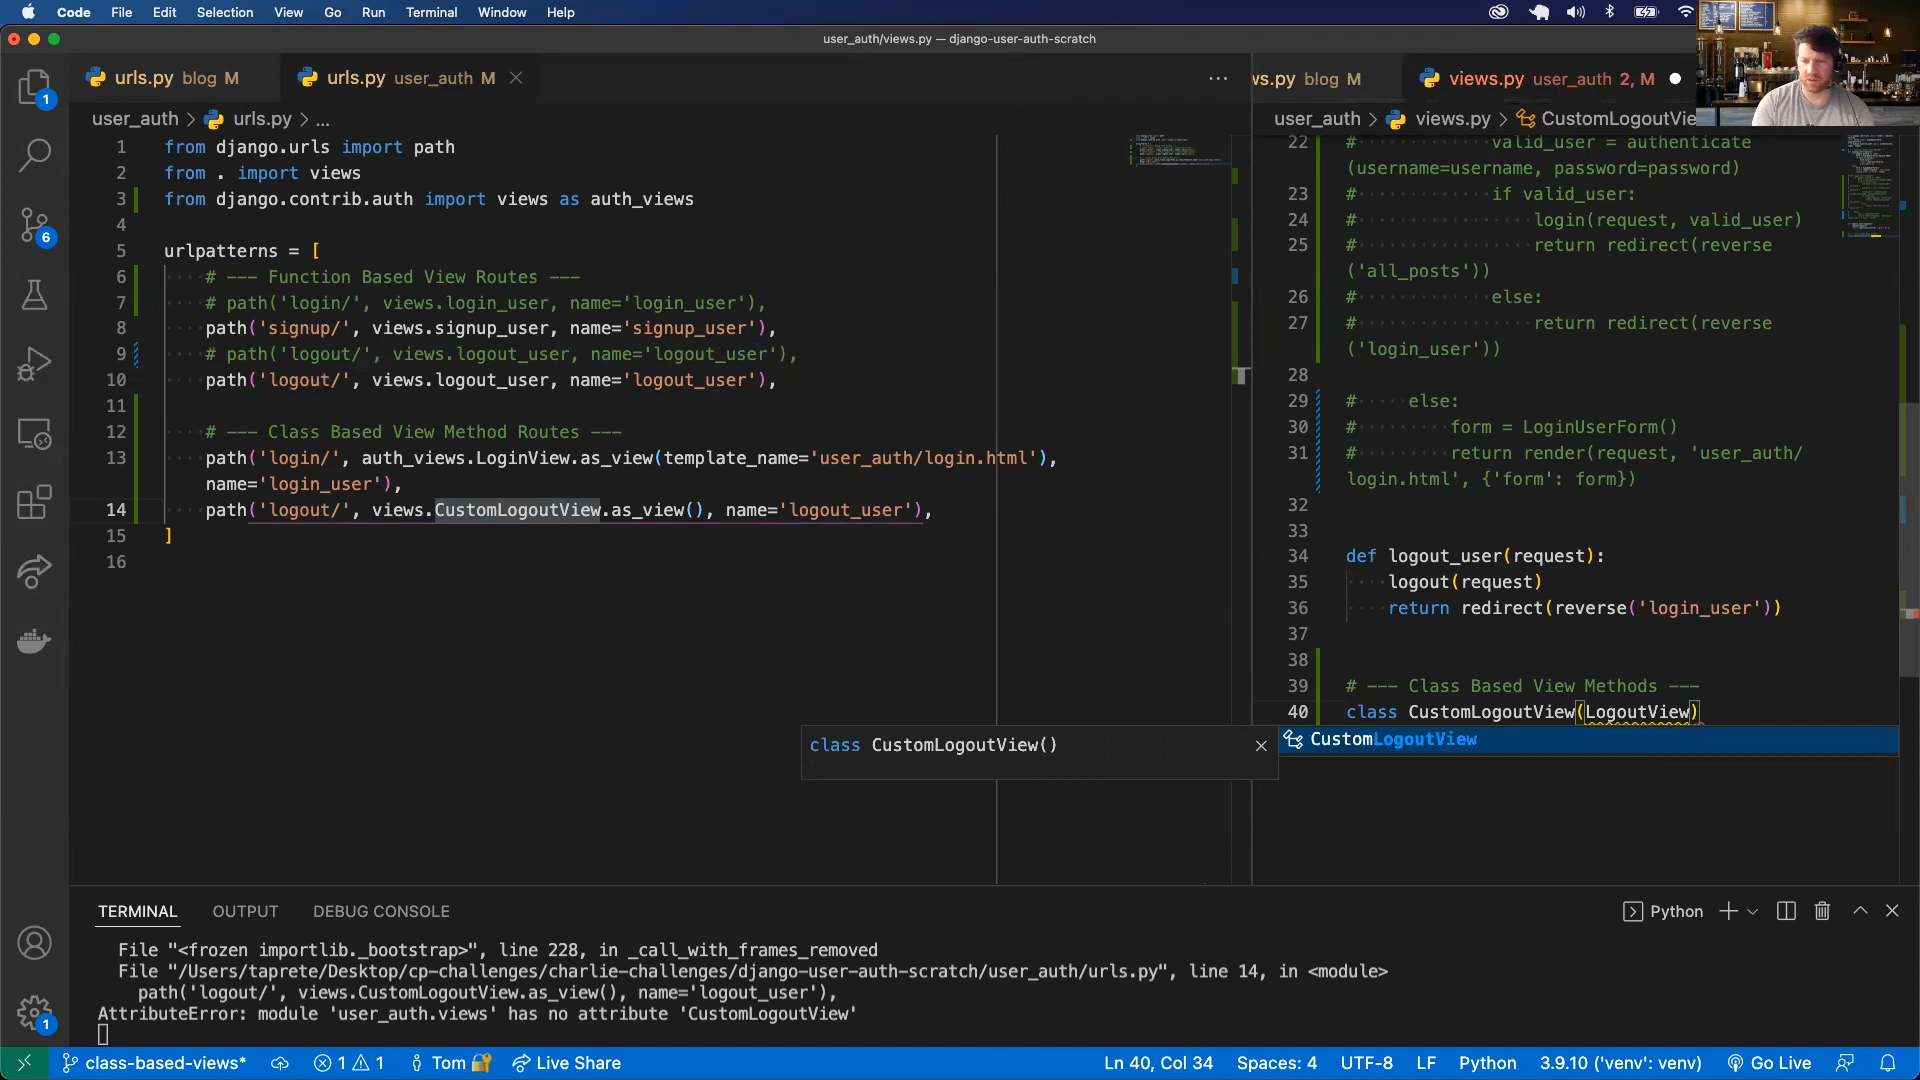 Code File Edit Selection View Go Run Terminal Window Help
user_auth/views.py — django-user-auth-scratch
urls.py blog M
urls.py user_auth M
ws.py blog M
views.py user_auth 2, M
user_auth > urls.py > ...
1 from django.urls import path
2 from . import views
3 from django.contrib.auth import views as auth_views
4
5 urlpatterns = [
6 # --- Function Based View Routes ---
7 # path('login/', views.login_user, name='login_user'),
8 path('signup/', views.signup_user, name='signup_user'),
9 # path('logout/', views.logout_user, name='logout_user'),
10 path('logout/', views.logout_user, name='logout_user'),
11
12 # --- Class Based View Method Routes ---
13 path('login/', auth_views.LoginView.as_view(template_name='user_auth/login.html'),
name='login_user'),
14 path('logout/', views.CustomLogoutView.as_view(), name='logout_user'),
15 ]
16
user_auth > views.py > CustomLogoutVie
22 # valid_user = authenticate
(username=username, password=password)
23 # if valid_user:
24 # login(request, valid_user)
25 # return redirect(reverse
('all_posts'))
26 # else:
27 # return redirect(reverse
('login_user'))
28
29 # else:
30 # form = LoginUserForm()
31 # return render(request, 'user_auth/
login.html', {'form': form})
32
33
34 def logout_user(request):
35 logout(request)
36 return redirect(reverse('login_user'))
37
38
39 # --- Class Based View Methods ---
40 class CustomLogoutView(LogoutView)
class CustomLogoutView()
CustomLogoutView
1
6
1
TERMINAL OUTPUT DEBUG CONSOLE
Python
File "<frozen importlib._bootstrap>", line 228, in _call_with_frames_removed
File "/Users/taprete/Desktop/cp-challenges/charlie-challenges/django-user-auth-scratch/user_auth/urls.py", line 14, in <module>
path('logout/', views.CustomLogoutView.as_view(), name='logout_user'),
AttributeError: module 'user_auth.views' has no attribute 'CustomLogoutView'
class-based-views* 1 1 Tom Live Share Ln 40, Col 34 Spaces: 4 UTF-8 LF Python 3.9.10 ('venv': venv) Go Live